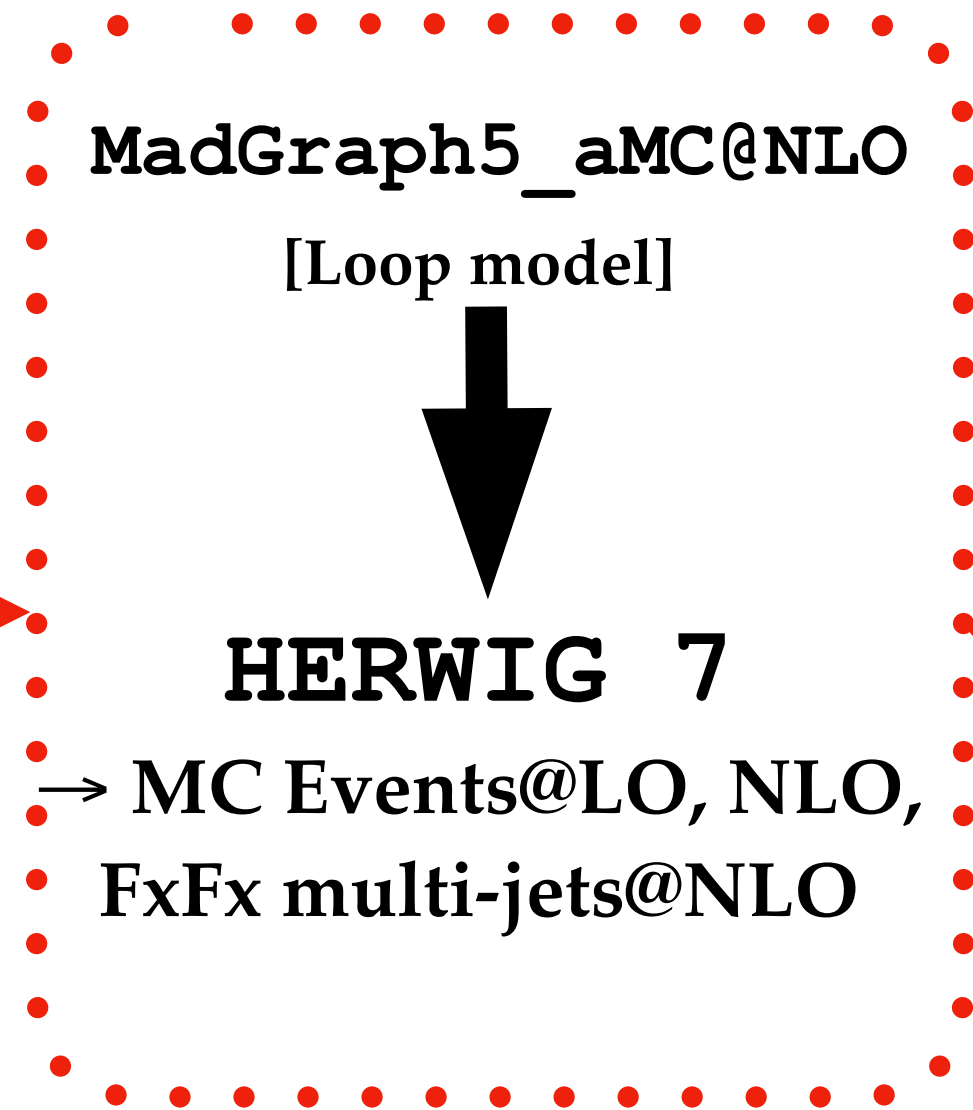 MadGraph5_aMC@NLO
[Loop model]
HERWIG 7
→ MC Events@LO, NLO,
FxFx multi-jets@NLO